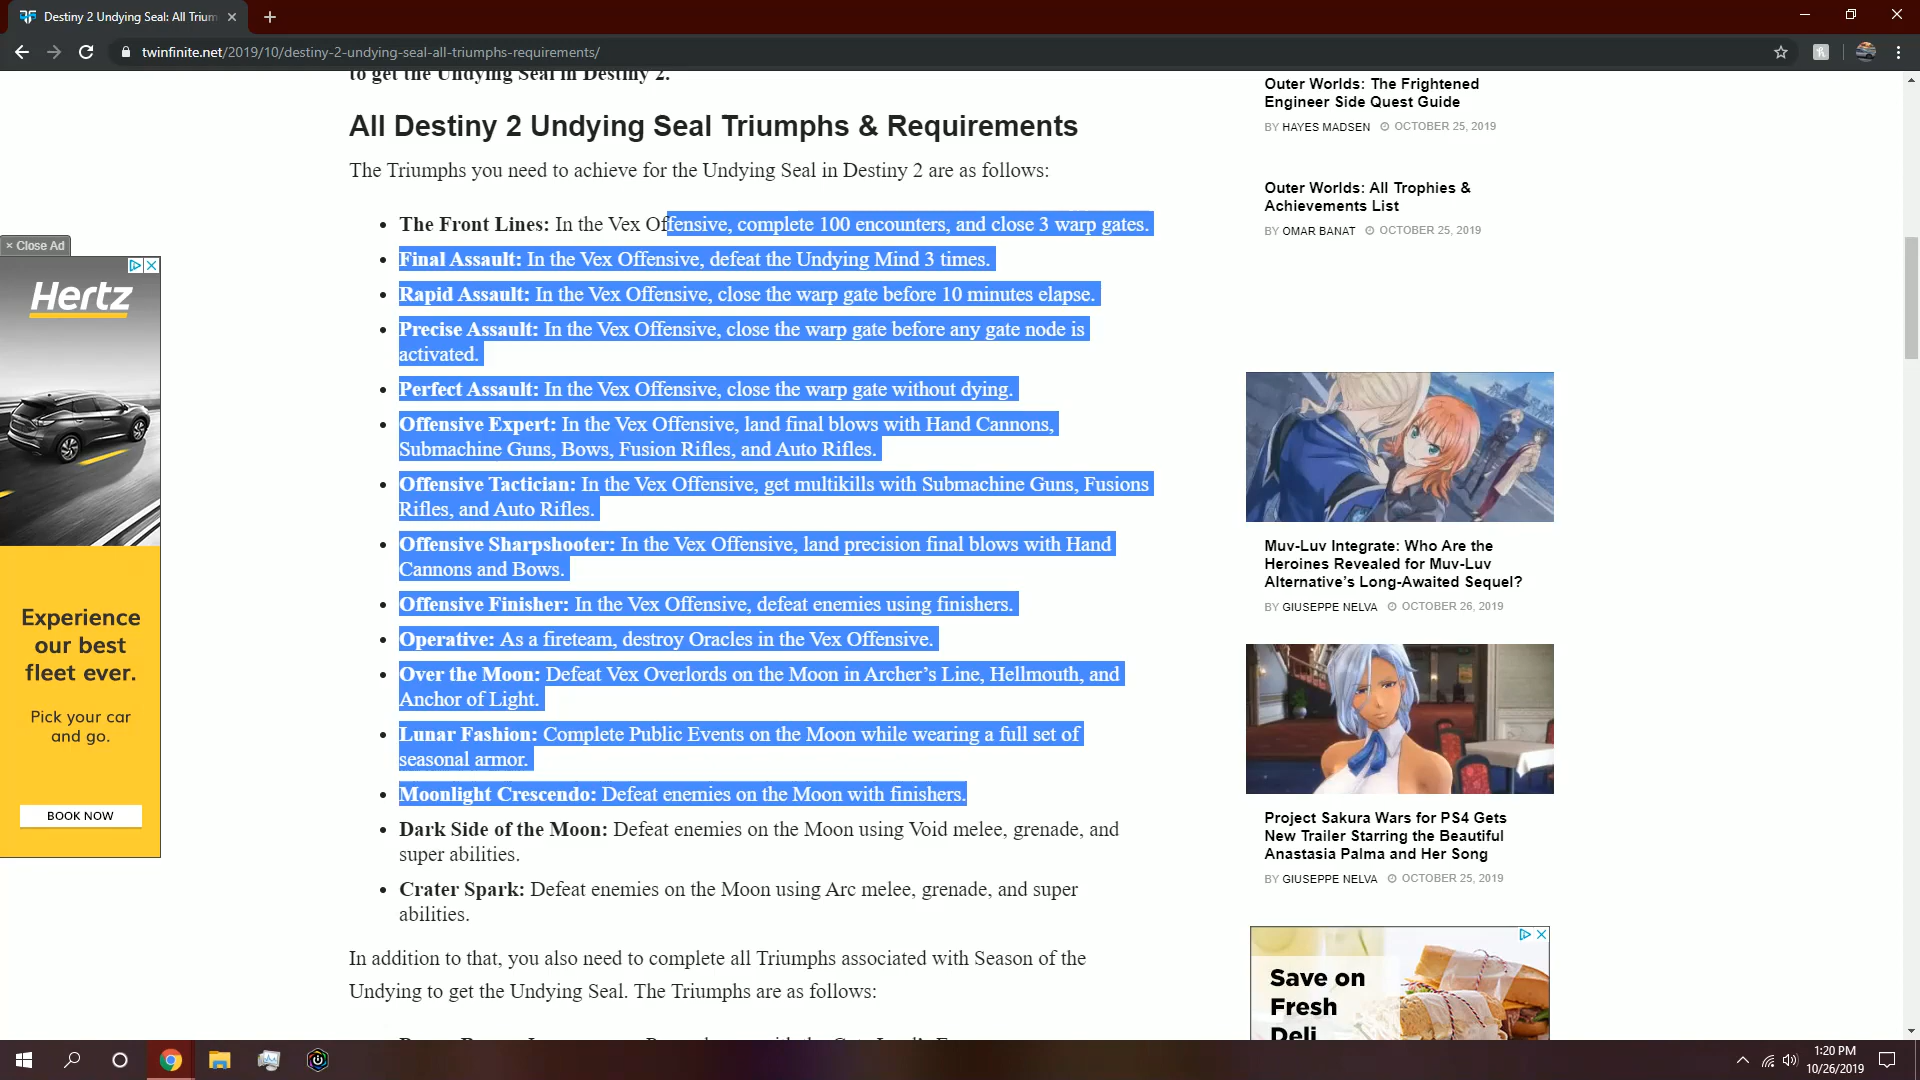 Destiny 2 Undying Seal: All Trium
twinfinite.net/2019/10/destiny-2-undying-seal-all-triumphs-requirements/
to get the Undying Seal in Destiny 2.
All Destiny 2 Undying Seal Triumphs & Requirements
The Triumphs you need to achieve for the Undying Seal in Destiny 2 are as follows:
• The Front Lines: In the Vex Offensive, complete 100 encounters, and close 3 warp gates.
• Final Assault: In the Vex Offensive, defeat the Undying Mind 3 times.
• Rapid Assault: In the Vex Offensive, close the warp gate before 10 minutes elapse.
• Precise Assault: In the Vex Offensive, close the warp gate before any gate node is
activated.
• Perfect Assault: In the Vex Offensive, close the warp gate without dying.
• Offensive Expert: In the Vex Offensive, land final blows with Hand Cannons,
Submachine Guns, Bows, Fusion Rifles, and Auto Rifles.
• Offensive Tactician: In the Vex Offensive, get multikills with Submachine Guns, Fusions
Rifles, and Auto Rifles.
• Offensive Sharpshooter: In the Vex Offensive, land precision final blows with Hand
Cannons and Bows.
• Offensive Finisher: In the Vex Offensive, defeat enemies using finishers.
• Operative: As a fireteam, destroy Oracles in the Vex Offensive.
• Over the Moon: Defeat Vex Overlords on the Moon in Archer’s Line, Hellmouth, and
Anchor of Light.
• Lunar Fashion: Complete Public Events on the Moon while wearing a full set of
seasonal armor.
• Moonlight Crescendo: Defeat enemies on the Moon with finishers.
• Dark Side of the Moon: Defeat enemies on the Moon using Void melee, grenade, and
super abilities.
• Crater Spark: Defeat enemies on the Moon using Arc melee, grenade, and super
abilities.
In addition to that, you also need to complete all Triumphs associated with Season of the
Undying to get the Undying Seal. The Triumphs are as follows:
× Close Ad
Hertz
Experience
our best
fleet ever.
Pick your car
and go.
BOOK NOW
Outer Worlds: The Frightened
Engineer Side Quest Guide
BY HAYES MADSEN OCTOBER 25, 2019
Outer Worlds: All Trophies &
Achievements List
BY OMAR BANAT OCTOBER 25, 2019
Muv-Luv Integrate: Who Are the
Heroines Revealed for Muv-Luv
Alternative’s Long-Awaited Sequel?
BY GIUSEPPE NELVA OCTOBER 26, 2019
Project Sakura Wars for PS4 Gets
New Trailer Starring the Beautiful
Anastasia Palma and Her Song
BY GIUSEPPE NELVA OCTOBER 25, 2019
Save on
Fresh
Deli
1:20 PM
10/26/2019